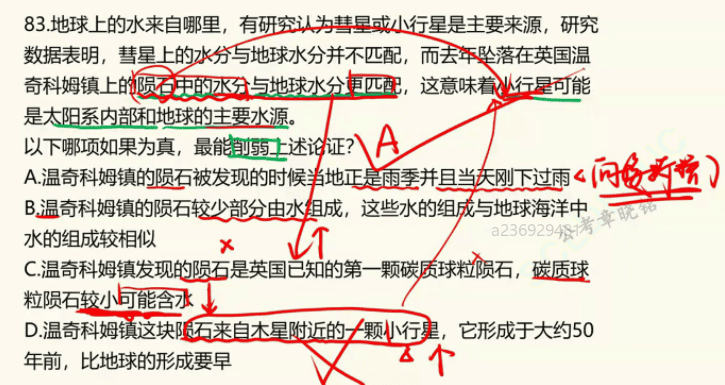 83.地球上的水来自哪里，有研究认为彗星或小行星是主要来源，研究
数据表明，彗星上的水分与地球水分并不匹配，而去年坠落在英国温
奇科姆镇上的陨石中的水分与地球水分更匹配，这意味着小行星可能
是太阳系内部和地球的主要水源。
以下哪项如果为真，最能削弱上述论证？
A
A.温奇科姆镇的陨石被发现的时候当地正是雨季并且当天刚下过雨
B.温奇科姆镇的陨石较少部分由水组成，这些水的组成与地球海洋中
水的组成较相似
a23692948
公考章晓铭
C.温奇科姆镇发现的陨石是英国已知的第一颗碳质球粒陨石，碳质球
粒陨石较小可能含水
D.温奇科姆镇这块陨石来自木星附近的一颗小行星，它形成于大约50
年前，比地球的形成要早